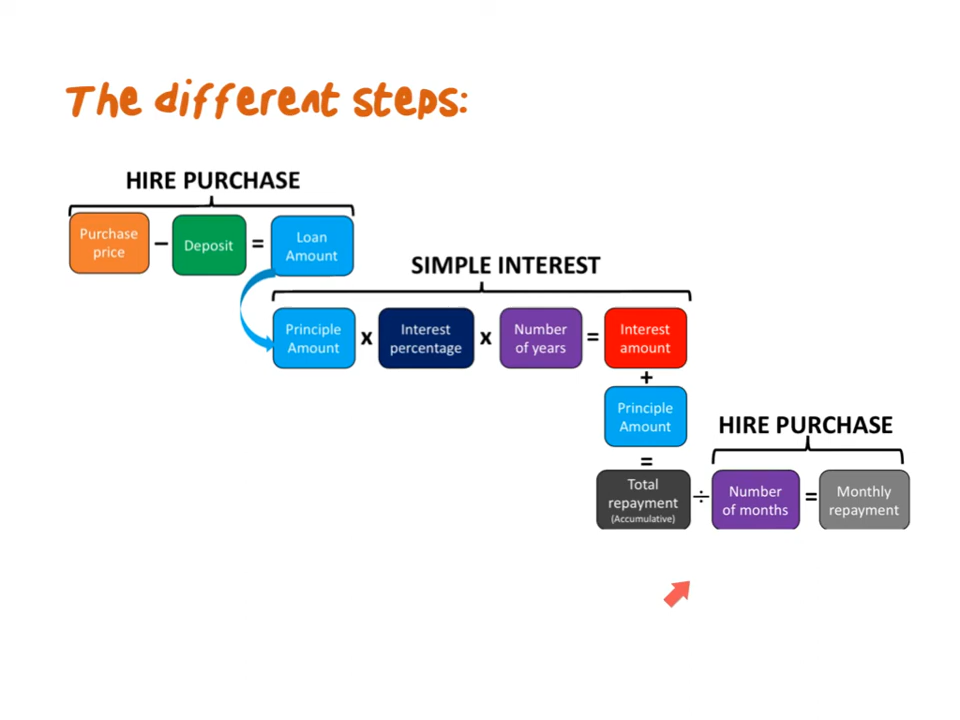 The different steps:
HIRE PURCHASE
Purchase
price
–
Deposit
=
Loan
Amount
SIMPLE INTEREST
Principle
Amount
x
Interest
percentage
x
Number
of years
=
Interest
amount
+
Principle
Amount
=
Total
repayment
(Accumulative)
HIRE PURCHASE
÷
Number
of months
=
Monthly
repayment